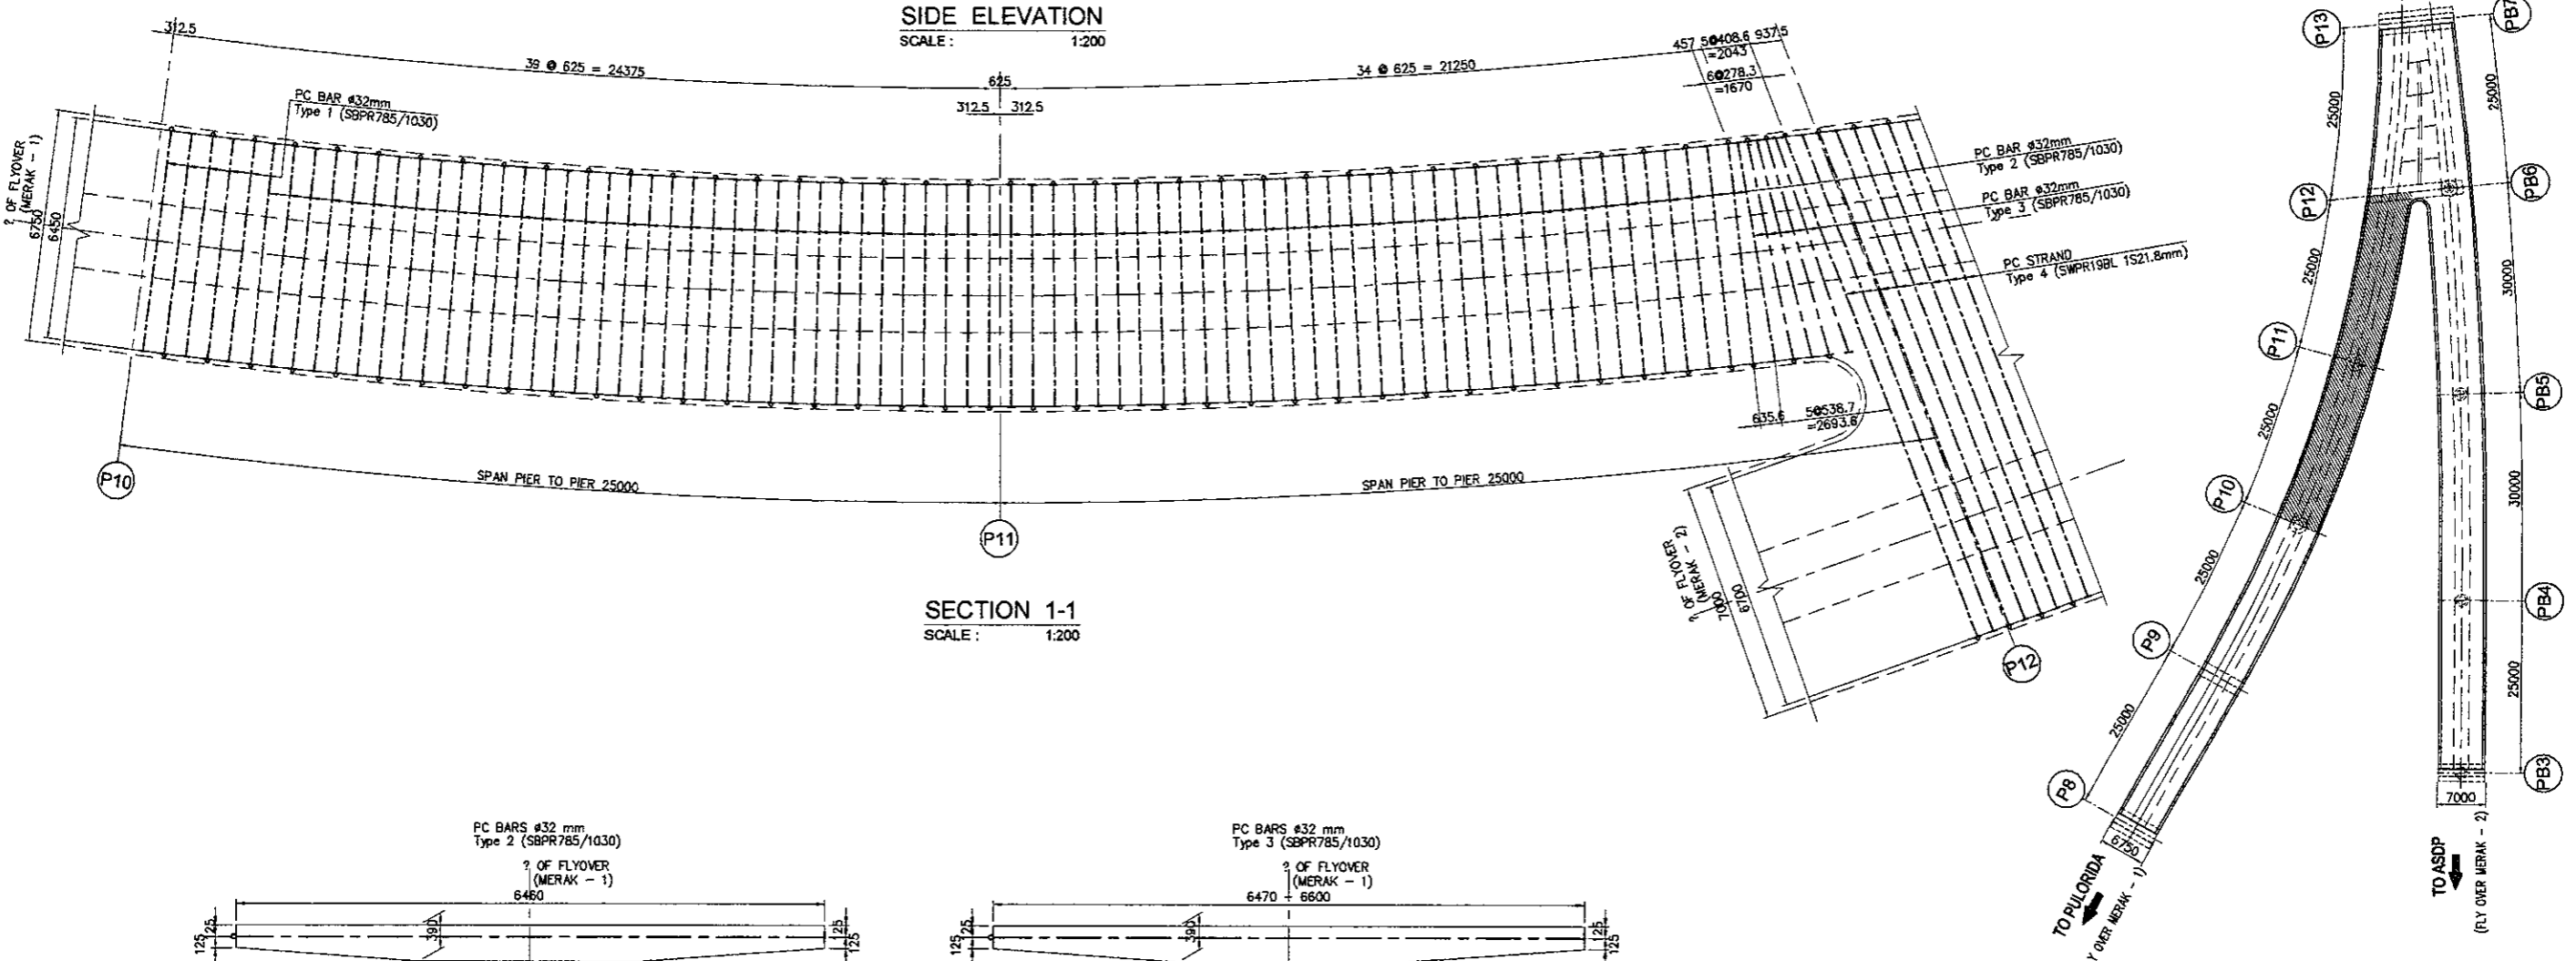 SIDE ELEVATION
SCALE : 1:200
312.5
39 @ 625 = 24375
625
312.5 312.5
34 @ 625 = 21250
457 5@408.6 937.5
=2043
6@278.3
=1670
PC BAR ø32mm
Type 1 (SBPR785/1030)
? OF FLYOVER
(MERAK - 1)
6750
6450
PC BAR ø32mm
Type 2 (SBPR785/1030)
PC BAR ø32mm
Type 3 (SBPR785/1030)
PC STRAND
Type 4 (SWPR19BL 1S21.8mm)
635.6 5@538.7
=2693.6
SPAN PIER TO PIER 25000
SPAN PIER TO PIER 25000
P10
P11
P12
? OF FLYOVER
(MERAK - 2)
7000
6700
SECTION 1-1
SCALE : 1:200
PC BARS ø32 mm
Type 2 (SBPR785/1030)
? OF FLYOVER
(MERAK - 1)
6460
125
125
390
125
125
PC BARS ø32 mm
Type 3 (SBPR785/1030)
? OF FLYOVER
(MERAK - 1)
6470 ÷ 6600
125
125
390
125
125
P13
PB7
25000
25000
P12
PB6
25000
30000
P11
PB5
25000
30000
P10
PB4
25000
25000
P9
PB3
25000
7000
P8
6750
TO PULORIDA
Y OVER MERAK - 1)
TO ASDP
(FLY OVER MERAK - 2)